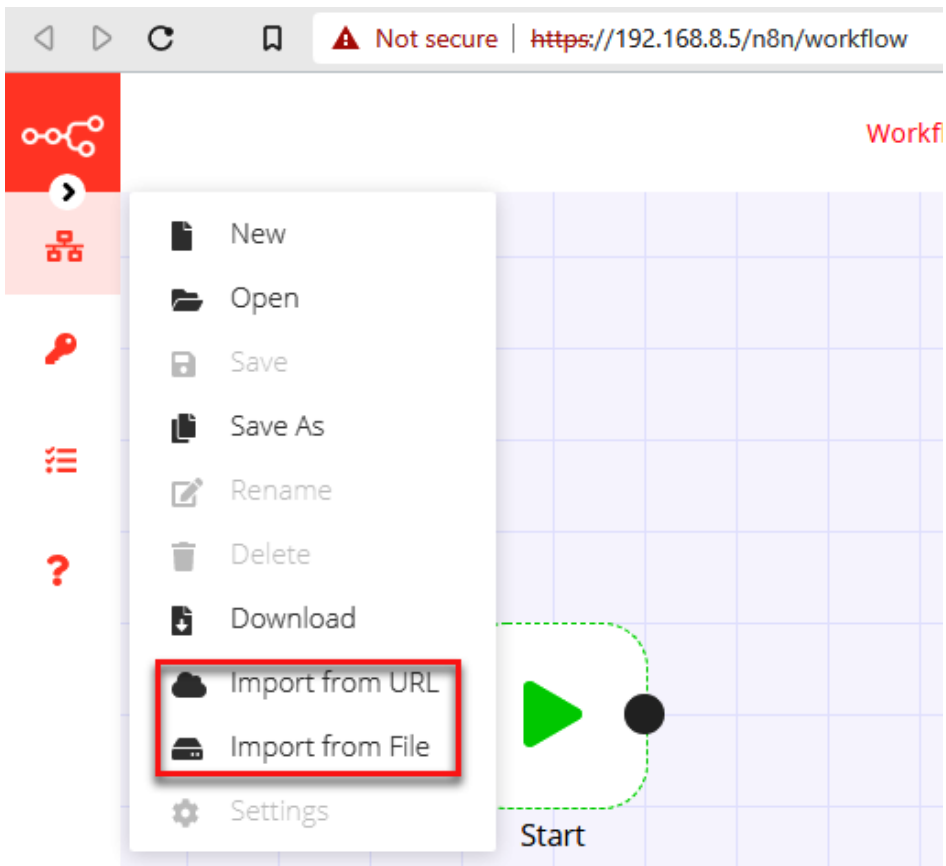 Not secure | https://192.168.8.5/n8n/workflow
Workfl
New
Open
Save
Save As
Rename
Delete
Download
Import from URL
Import from File
Settings
Start